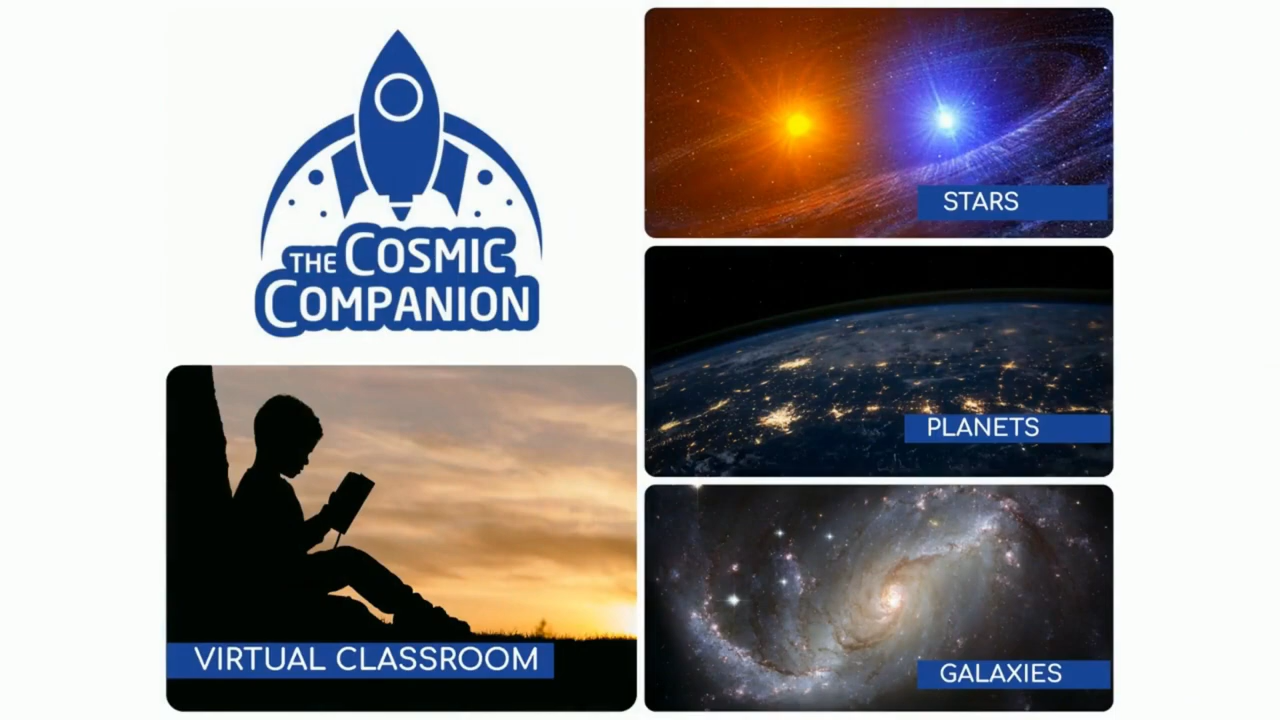 THE COSMIC
COMPANION
STARS
PLANETS
VIRTUAL CLASSROOM
GALAXIES